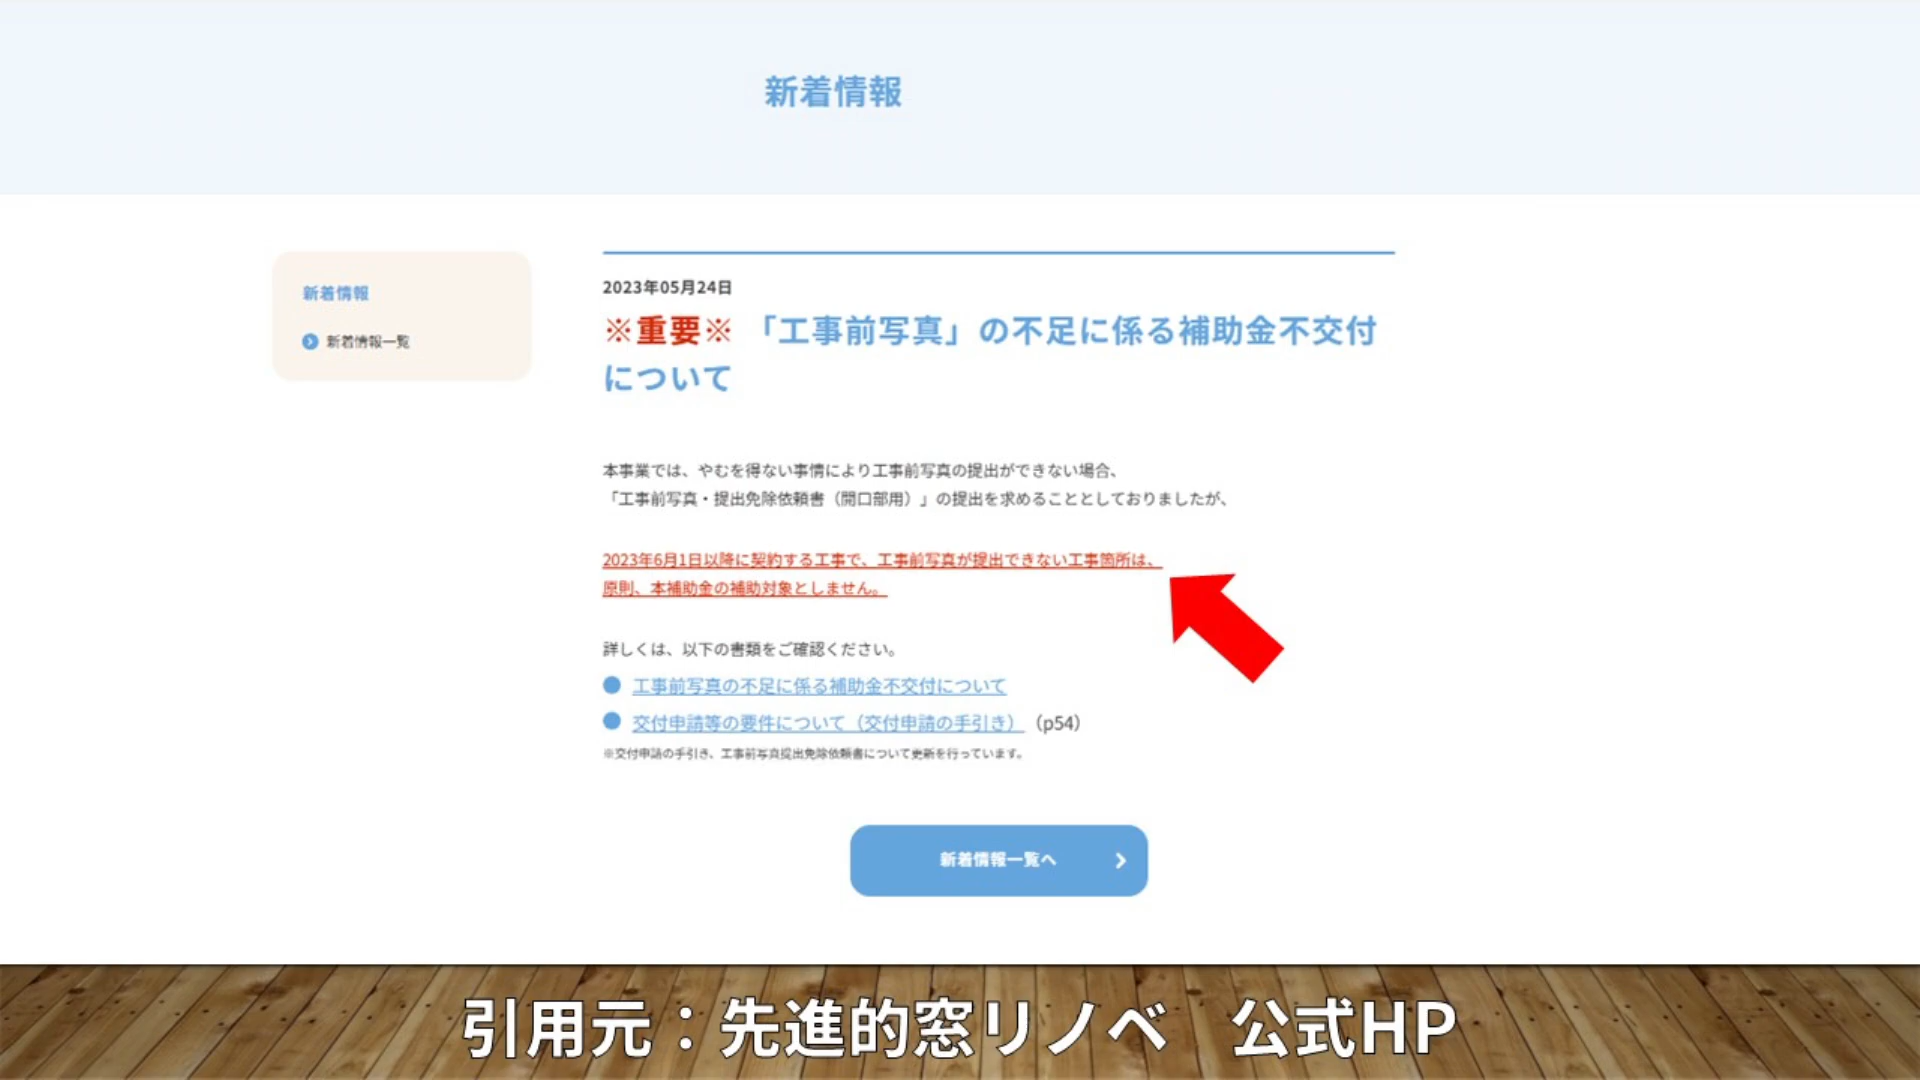 新着情報
新着情報
新着情報一覧
2023年05月24日
※重要※ 「工事前写真」の不足に係る補助金不交付
について
本事業では、やむを得ない事情により工事前写真の提出ができない場合、
「工事前写真・提出免除依頼書（開口部用）」の提出を求めることとしておりましたが、
2023年6月1日以降に契約する工事で、工事前写真が提出できない工事箇所は、
原則、本補助金の補助対象としません。
詳しくは、以下の書類をご確認ください。
工事前写真の不足に係る補助金不交付について
交付申請等の要件について（交付申請の手引き）（p54）
※交付申請の手引き、工事前写真提出免除依頼書について更新を行っています。
新着情報一覧へ
引用元：先進的窓リノベ　公式HP